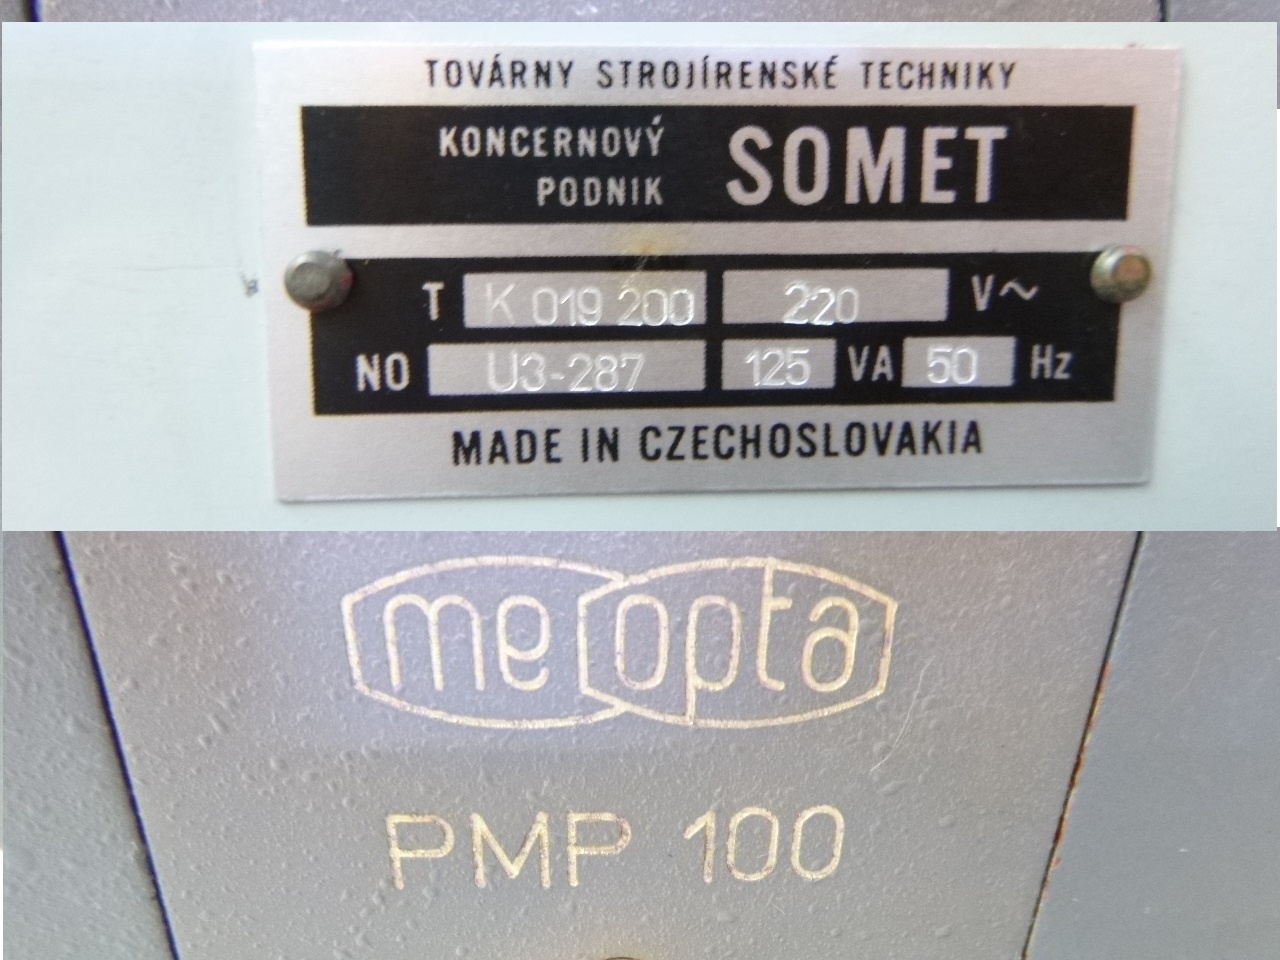 TOVÁRNY STROJÍRENSKÉ TECHNIKY
KONCERNOVÝ
PODNIK
SOMET
T K 019 200 220 V~
NO U3-287 125 VA 50 Hz
MADE IN CZECHOSLOVAKIA
meopta
PMP 100